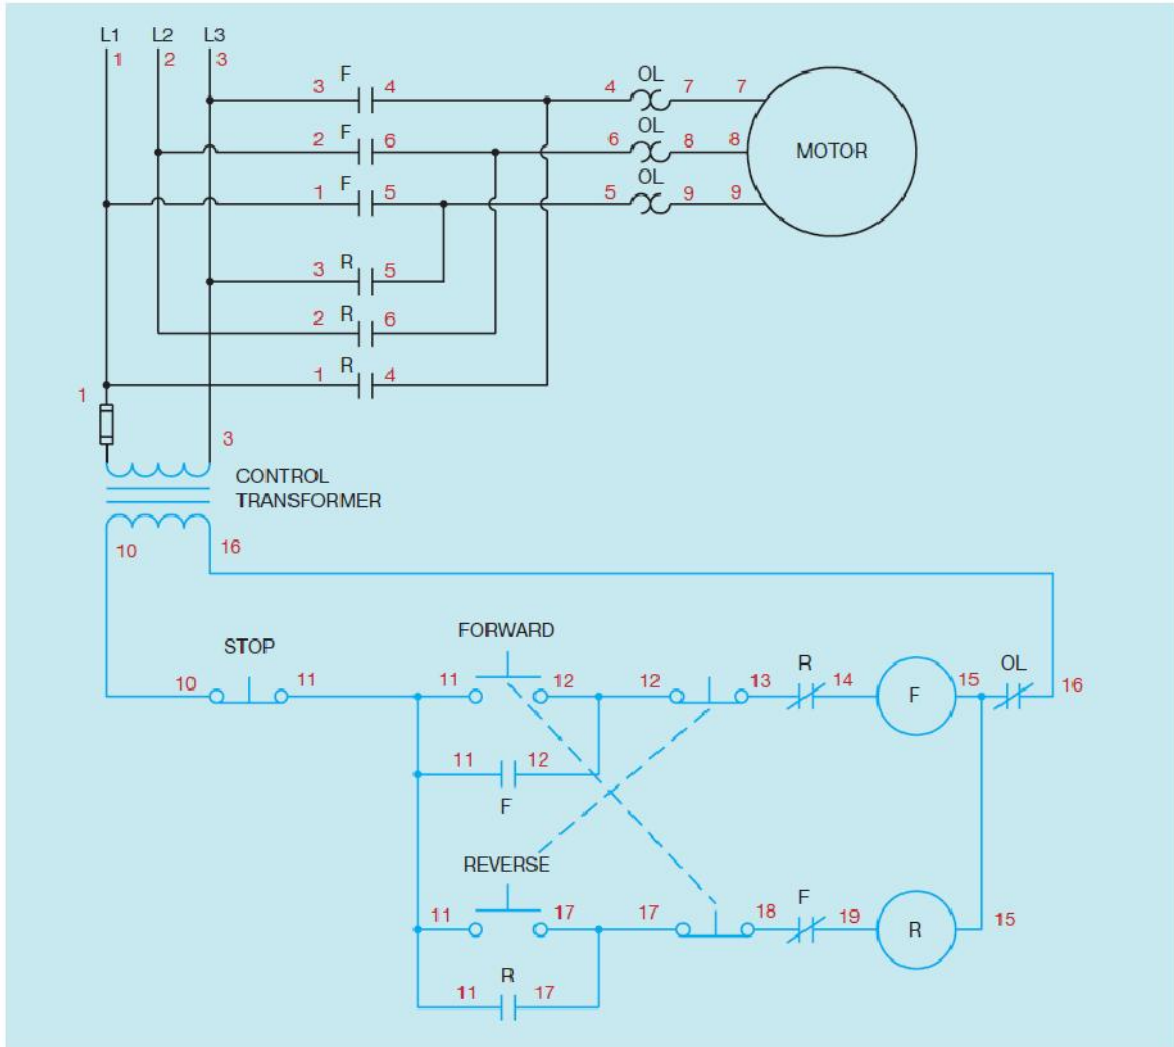 L1 L2 L3
1 2 3
3 F 4 4 OL 7 7
2 F 6 6 OL 8 8
MOTOR
1 F 5 5 OL 9 9
3 R 5
2 R 6
1 R 4
1
3
CONTROL
TRANSFORMER
10 16
STOP FORWARD
10 11 11 12 12 13 R 14 F 15 OL 16
11 12
F
REVERSE
11 17 17 18 F 19 R 15
11 R 17